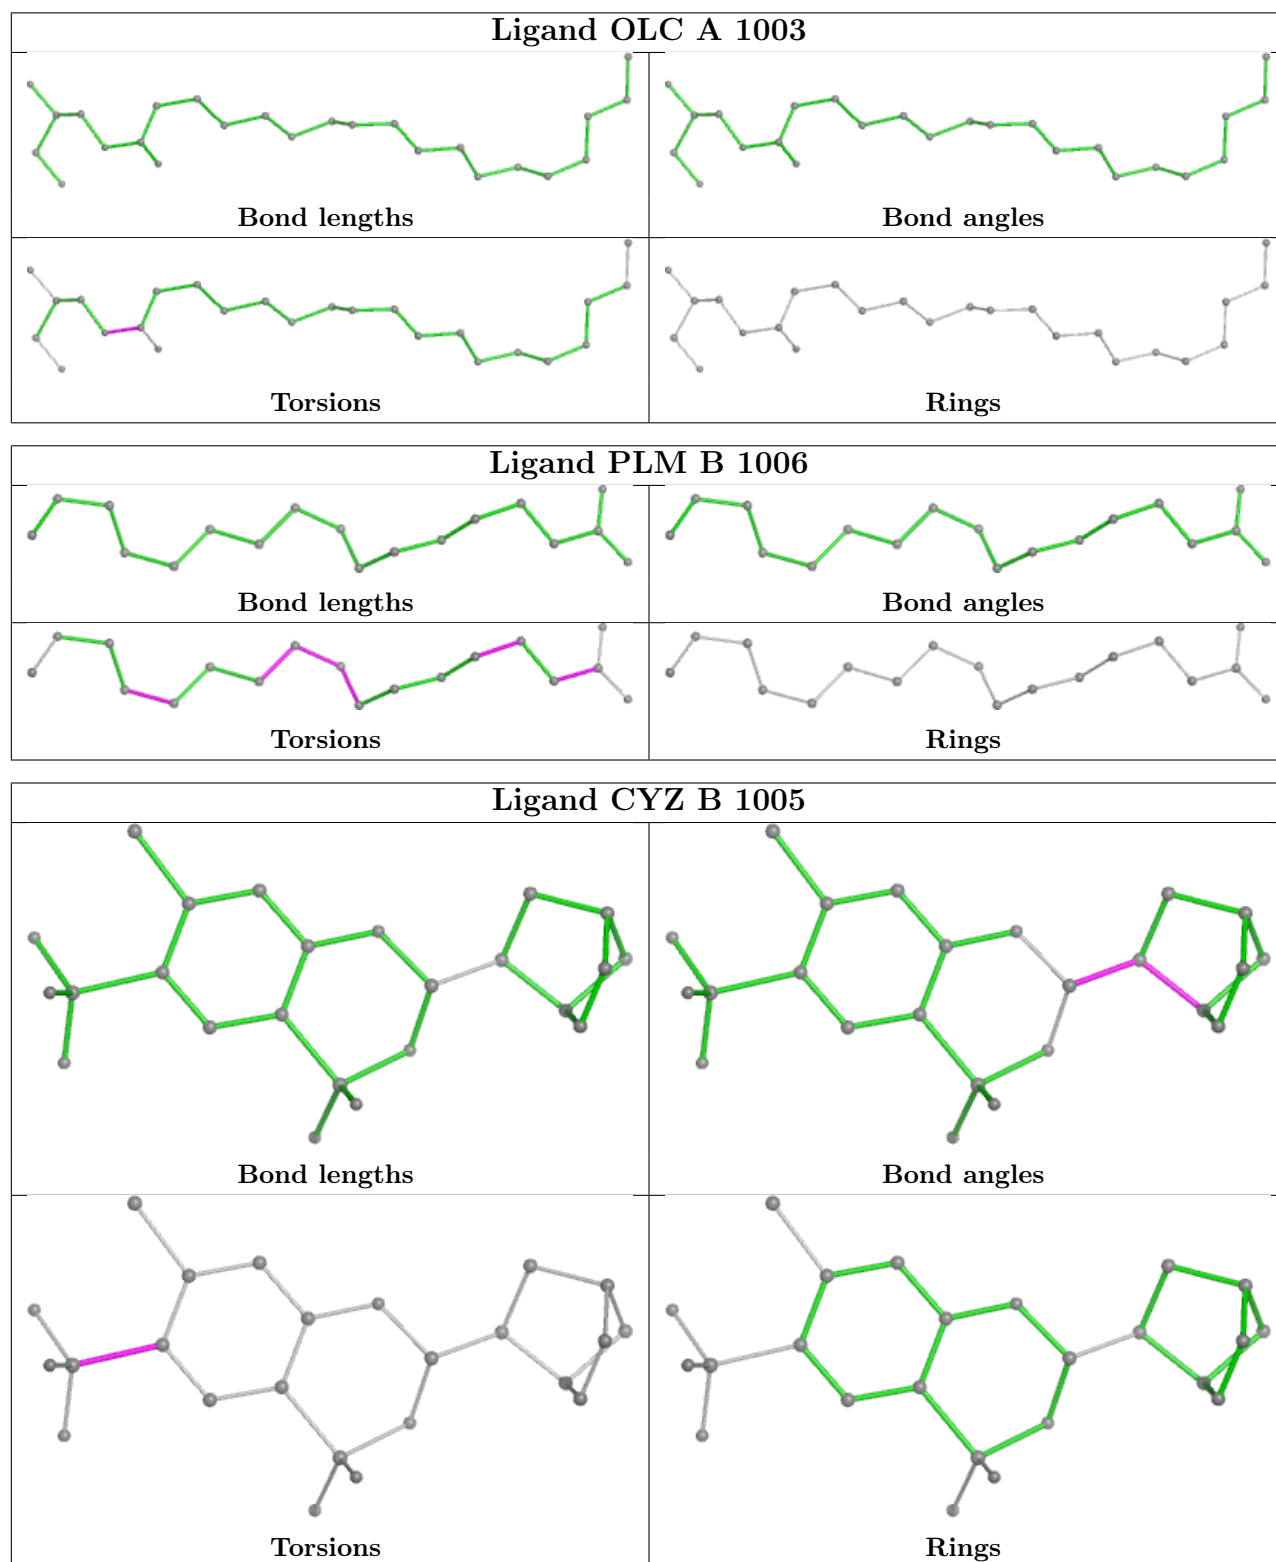 Ligand OLC A 1003
Bond lengths
Bond angles
Torsions
Rings
Ligand PLM B 1006
Bond lengths
Bond angles
Torsions
Rings
Ligand CYZ B 1005
Bond lengths
Bond angles
Torsions
Rings